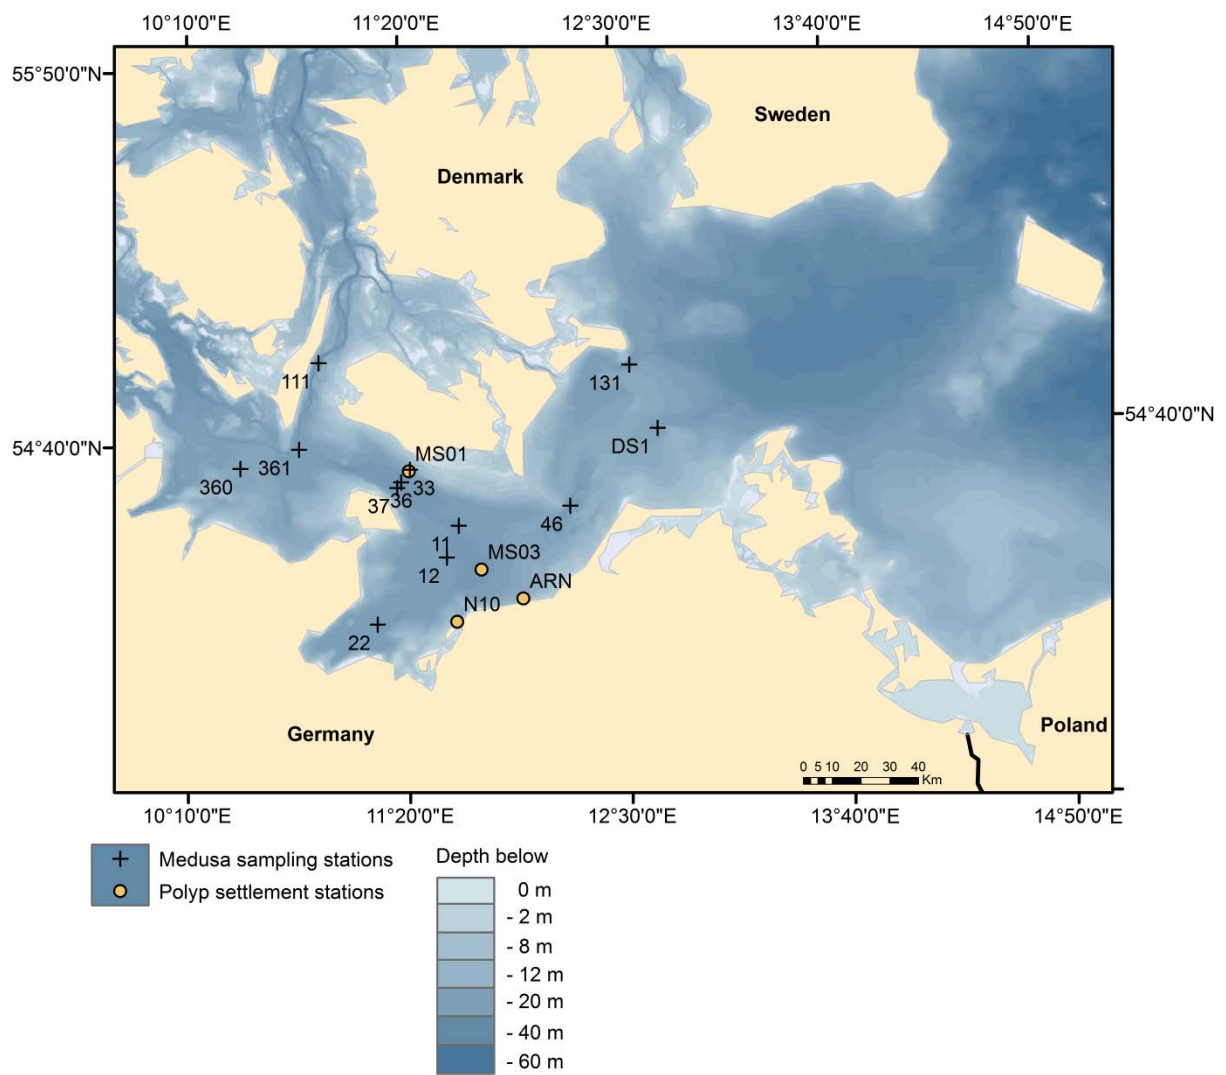 10°10'0"E 11°20'0"E 12°30'0"E 13°40'0"E 14°50'0"E
55°50'0"N
Sweden
Denmark
111
131
54°40'0"N
DS1
54°40'0"N
MS01
361
360
33
36
37
46
11
MS03
12
ARN
N10
22
Germany
Poland
0 5 10 20 30 40
Km
10°10'0"E 11°20'0"E 12°30'0"E 13°40'0"E 14°50'0"E
Medusa sampling stations
Polyp settlement stations
Depth below
0 m
- 2 m
- 8 m
- 12 m
- 20 m
- 40 m
- 60 m